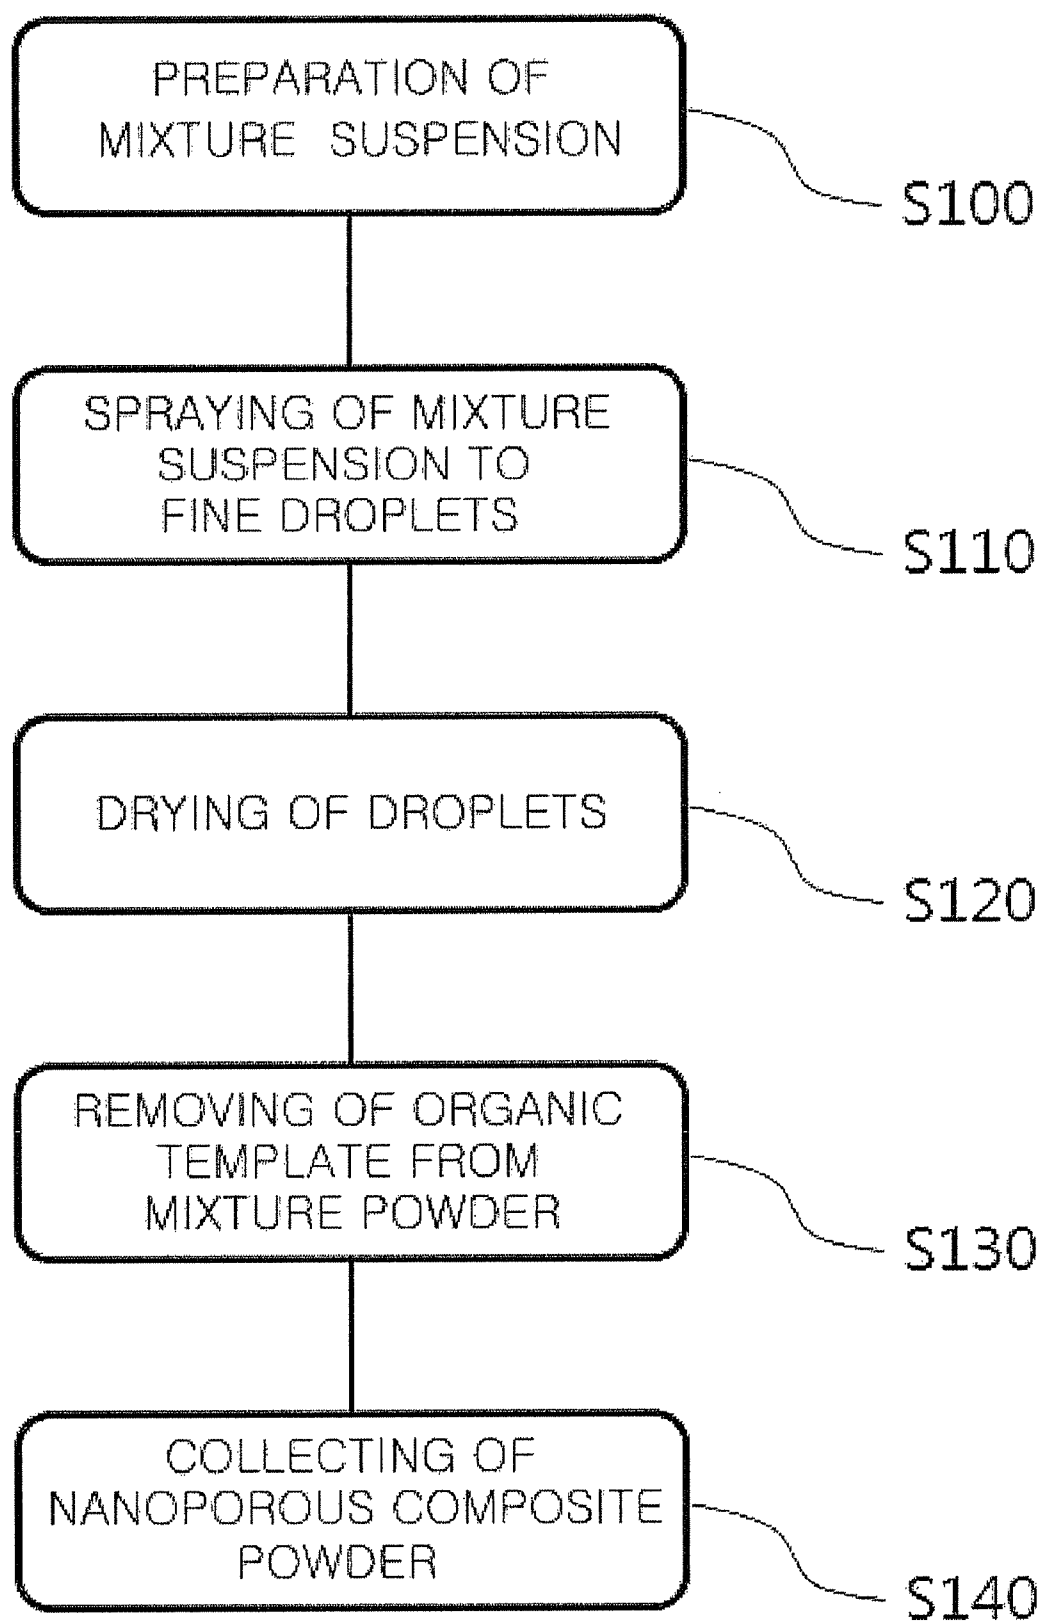 PREPARATION OF
MIXTURE SUSPENSION
S100
SPRAYING OF MIXTURE
SUSPENSION TO
FINE DROPLETS
S110
DRYING OF DROPLETS
S120
REMOVING OF ORGANIC
TEMPLATE FROM
MIXTURE POWDER
S130
COLLECTING OF
NANOPOROUS COMPOSITE
POWDER
S140